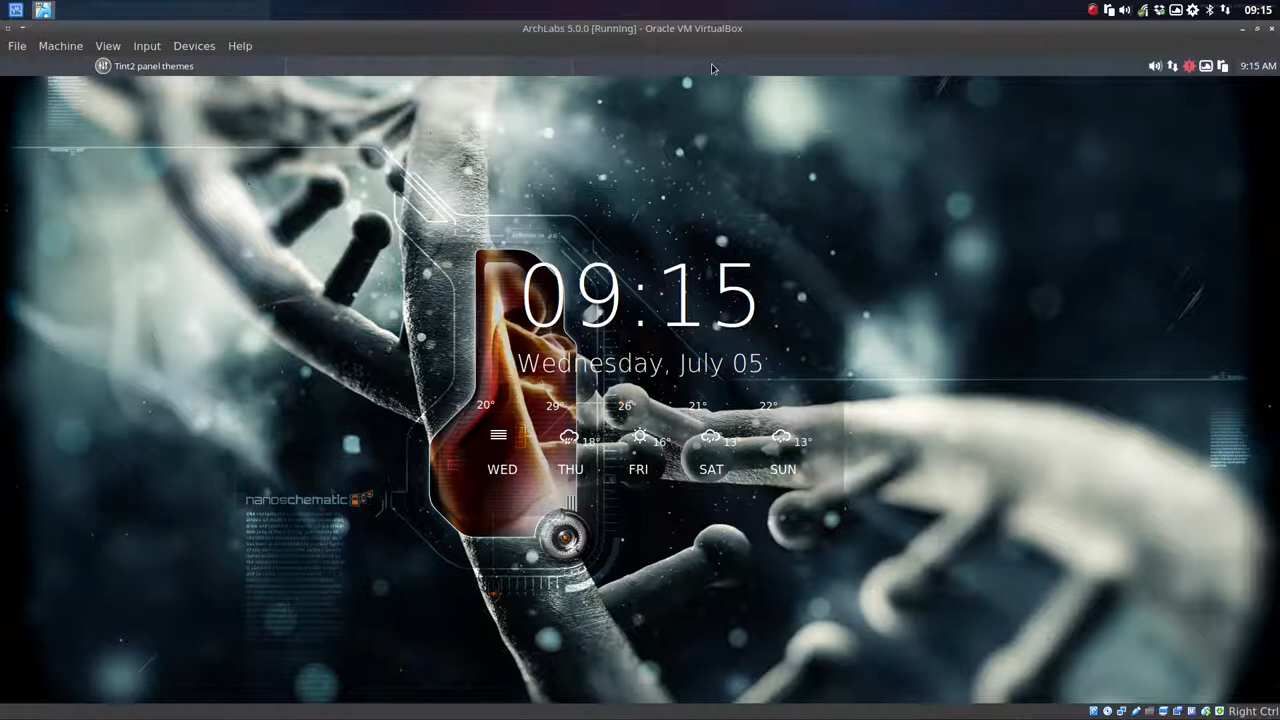 09:15
ArchLabs 5.0.0 [Running] - Oracle VM VirtualBox
File Machine View Input Devices Help
Tint2 panel themes
9:15 AM
09:15
Wednesday, July 05
20° 29° 26° 21° 22°
18° 16° 13° 13°
WED THU FRI SAT SUN
nanoschematic
Right Ctrl